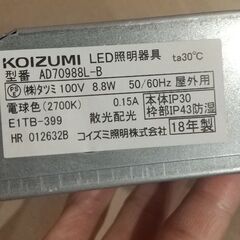 KOIZUMI LED照明器具 ta30℃
型番 AD70988L-B
(株)タツミ 100V 8.8W 50/60Hz 屋外用
電球色(2700K) 0.15A 本体IP30
E1TB-399 散光配光 枠部IP43防湿
HR 012632B コイズミ照明株式会社 18年製